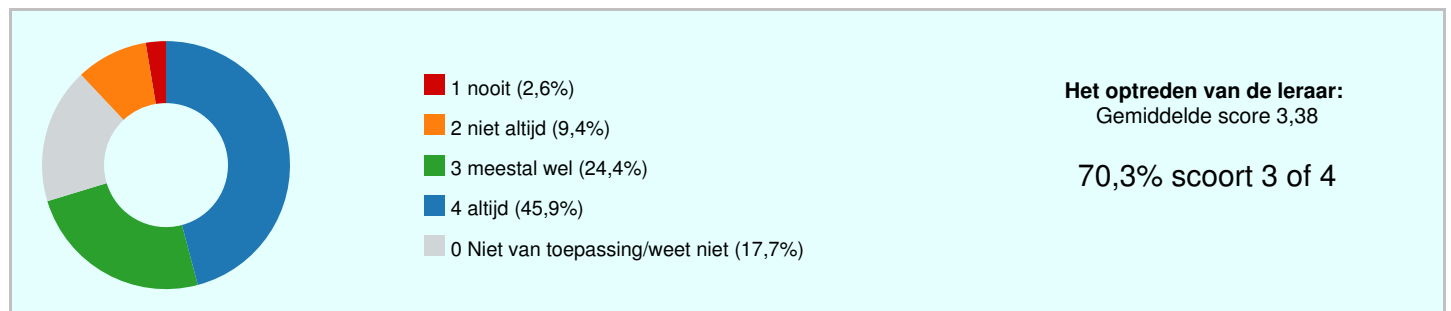 1 nooit (2,6%)
2 niet altijd (9,4%)
3 meestal wel (24,4%)
4 altijd (45,9%)
0 Niet van toepassing/weet niet (17,7%)
Het optreden van de leraar:
Gemiddelde score 3,38
70,3% scoort 3 of 4